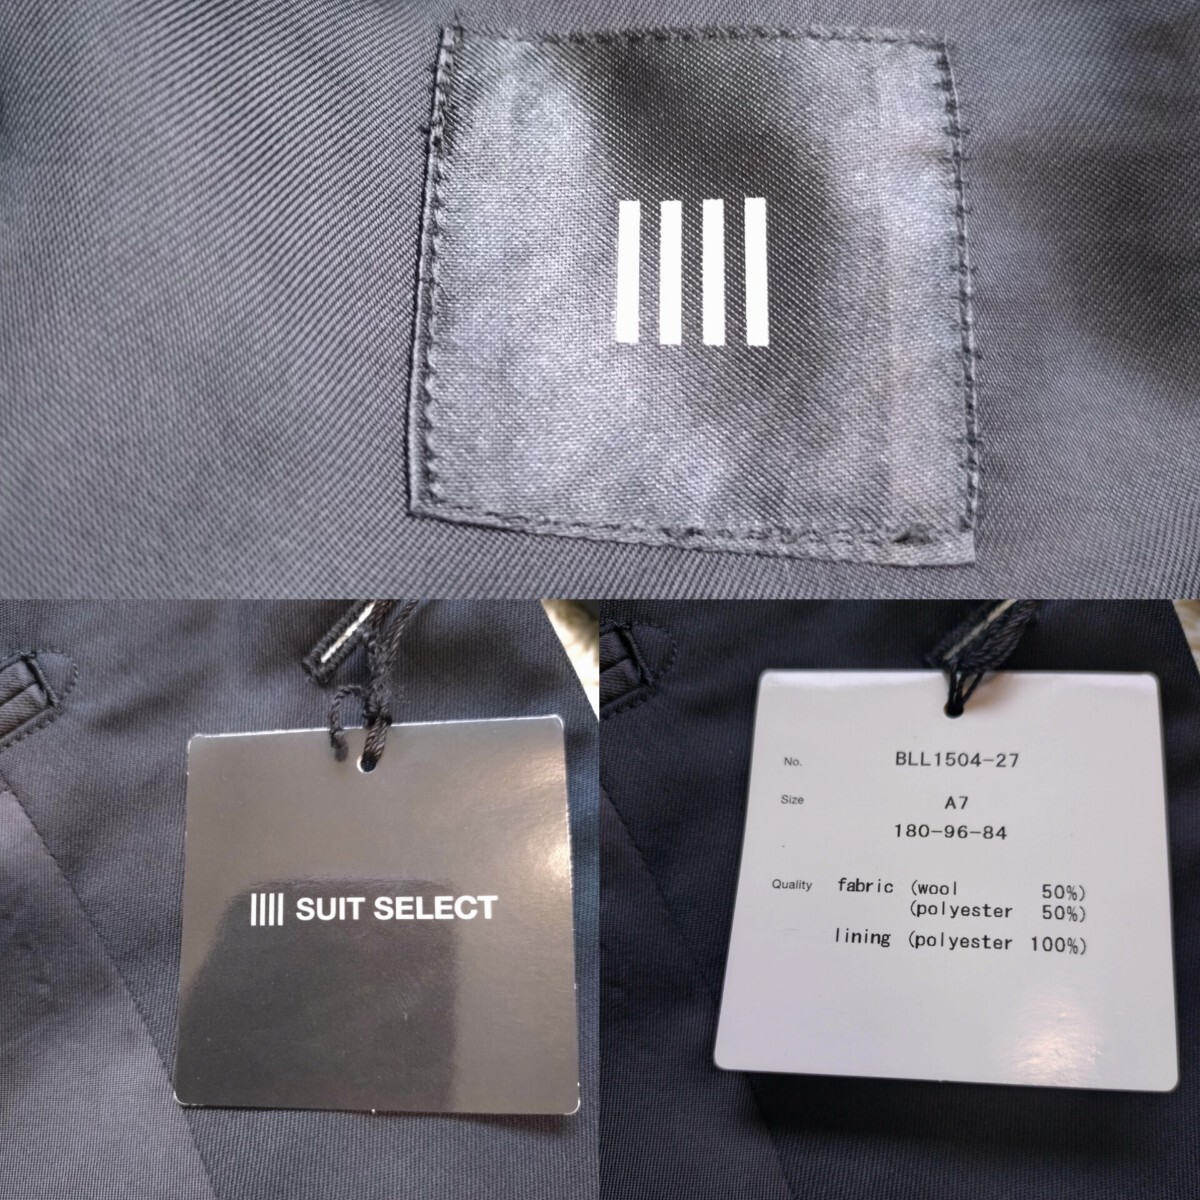 SUIT SELECT
No. BLL1504-27
Size A7
180-96-84
Quality fabric (wool 50%)
(polyester 50%)
lining (polyester 100%)